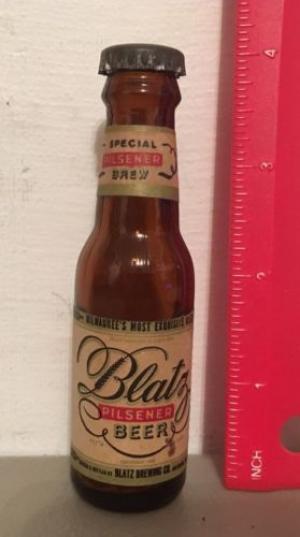 SPECIAL
PILSENER
BREW
MILWAUKEE'S MOST EXQUISITE
Blatz
PILSENER
BEER
BLATZ BREWING CO.
4
3
2
1
INCH